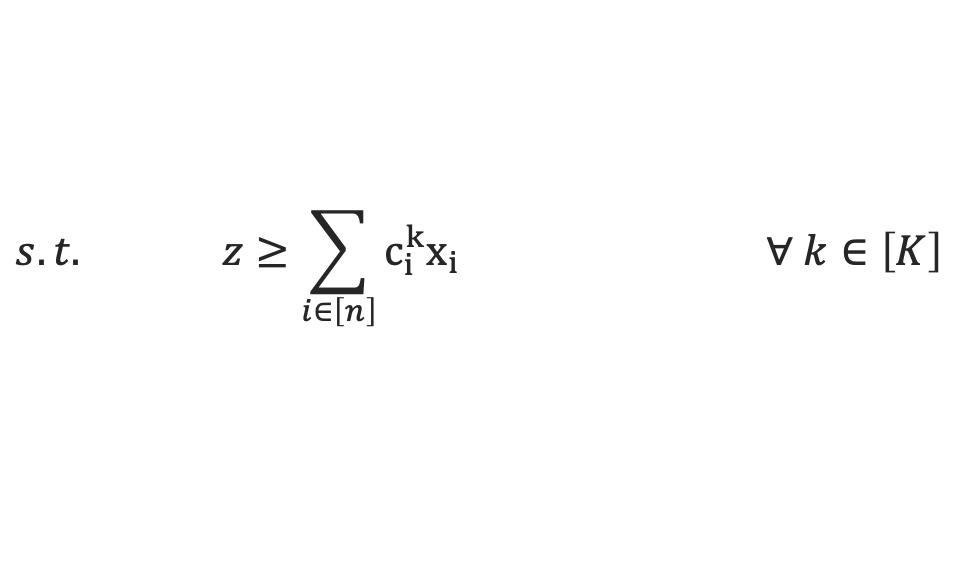 s.t. z ≥ ∑_{i∈[n]} c_i^k x_i ∀ k ∈ [K]